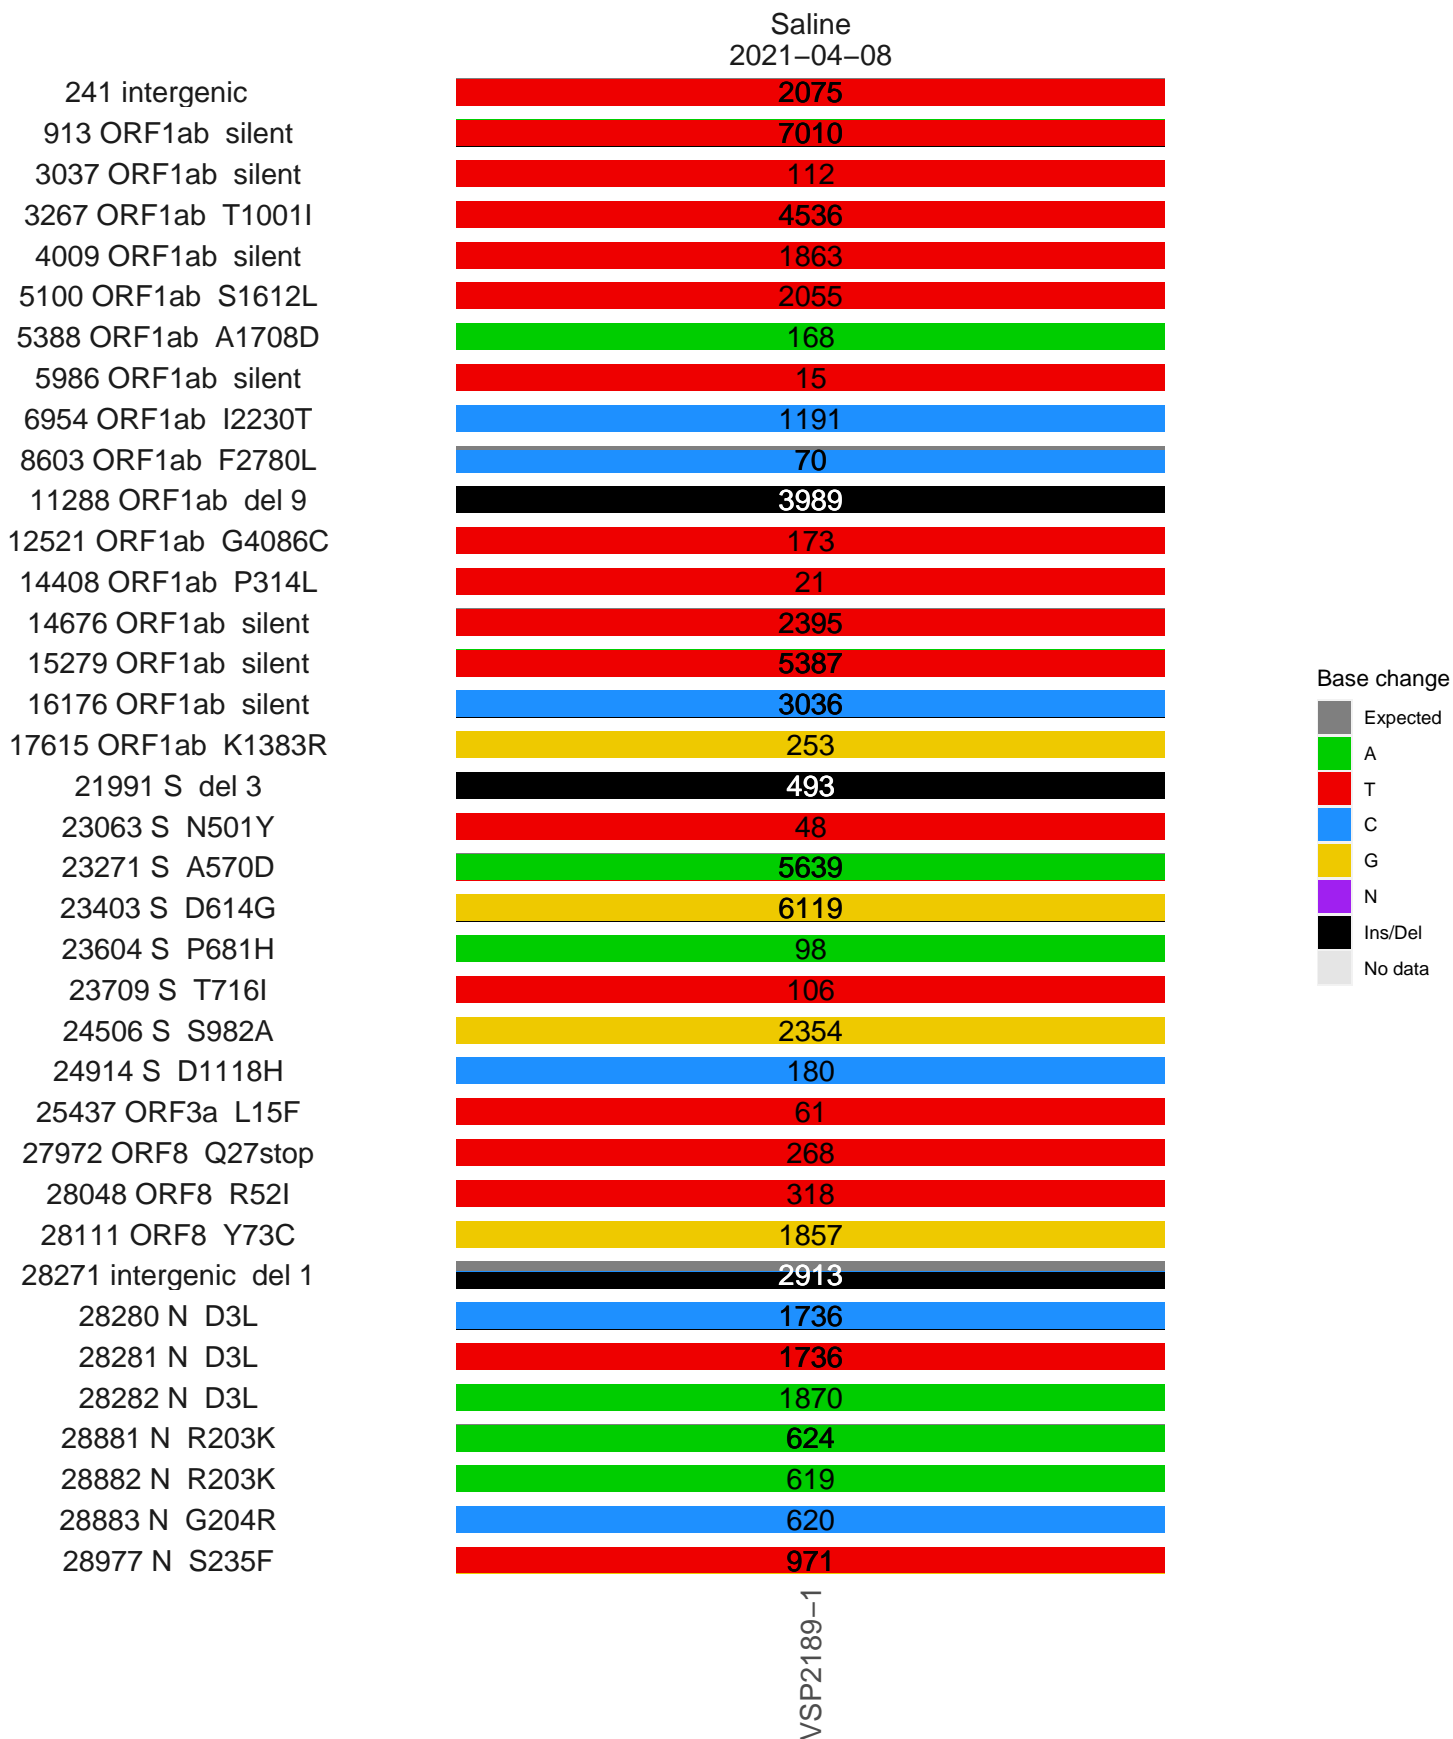 Saline
2021−04−08
241 intergenic 2075
913 ORF1ab silent 7010
3037 ORF1ab silent 112
3267 ORF1ab T1001I 4536
4009 ORF1ab silent 1863
5100 ORF1ab S1612L 2055
5388 ORF1ab A1708D 168
5986 ORF1ab silent 15
6954 ORF1ab I2230T 1191
8603 ORF1ab F2780L 70
11288 ORF1ab del 9 3989
12521 ORF1ab G4086C 173
14408 ORF1ab P314L 21
14676 ORF1ab silent 2395
15279 ORF1ab silent 5387
16176 ORF1ab silent 3036
17615 ORF1ab K1383R 253
21991 S del 3 493
23063 S N501Y 48
23271 S A570D 5639
23403 S D614G 6119
23604 S P681H 98
23709 S T716I 106
24506 S S982A 2354
24914 S D1118H 180
25437 ORF3a L15F 61
27972 ORF8 Q27stop 268
28048 ORF8 R52I 318
28111 ORF8 Y73C 1857
28271 intergenic del 1 2913
28280 N D3L 1736
28281 N D3L 1736
28282 N D3L 1870
28881 N R203K 624
28882 N R203K 619
28883 N G204R 620
28977 N S235F 971
VSP2189−1
Base change
Expected
A
T
C
G
N
Ins/Del
No data